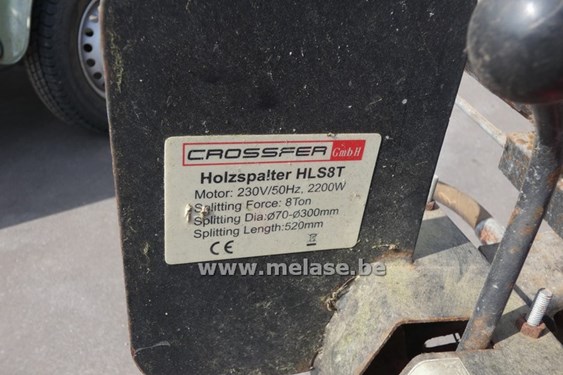 CROSSFER GmbH
Holzspalter HLS8T
Motor: 230V/50Hz, 2200W
Splitting Force: 8Ton
Splitting Dia:ø70-ø300mm
Splitting Length:520mm
CE
www.melase.be